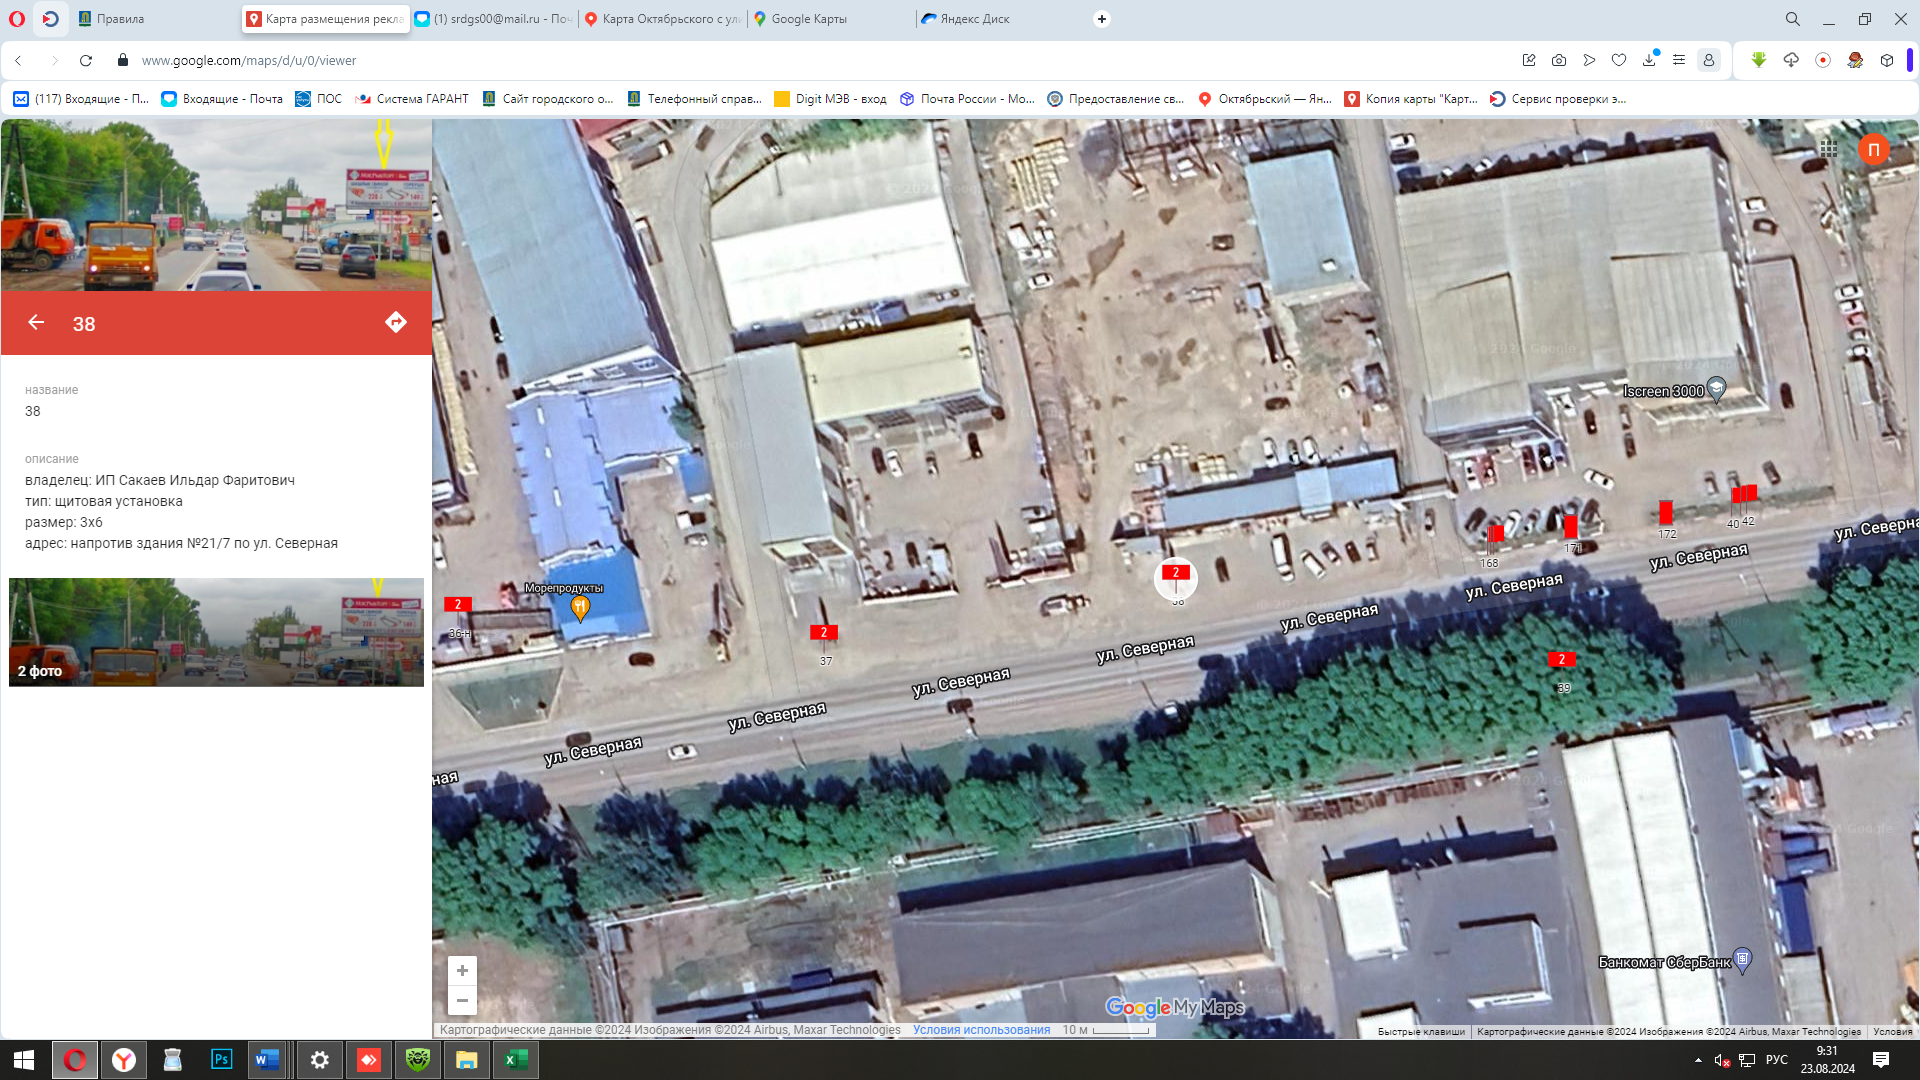 Правила
Карта размещения рекла
(1) srdgs00@mail.ru - Поч
Карта Октябрьского с ули
Google Карты
Яндекс Диск
www.google.com/maps/d/u/0/viewer
(117) Входящие - П...
Входящие - Почта
ПОС
Система ГАРАНТ
Сайт городского о...
Телефонный справ...
Digit МЭВ - вход
Почта России - Мо...
Предоставление св...
Октябрьский — Ян...
Копия карты "Карт...
Сервис проверки э...
38
название
38
описание
владелец: ИП Сакаев Ильдар Фаритович
тип: щитовая установка
размер: 3х6
адрес: напротив здания №21/7 по ул. Северная
2 фото
П
Iscreen 3000
40 42
172
171
168
ул. Северная
ул. Северная
ул. Северная
ул. Северная
ул. Северная
ул. Северная
ул. Северная
ул. Северная
ная
Морепродукты
2
36-н
2
37
2
38
2
39
Банкомат СберБанк
Google My Maps
Картографические данные ©2024 Изображения ©2024 Airbus, Maxar Technologies
Условия использования
10 м
Быстрые клавиши
Картографические данные ©2024 Изображения ©2024 Airbus, Maxar Technologies
Условия
РУС
9:31
23.08.2024